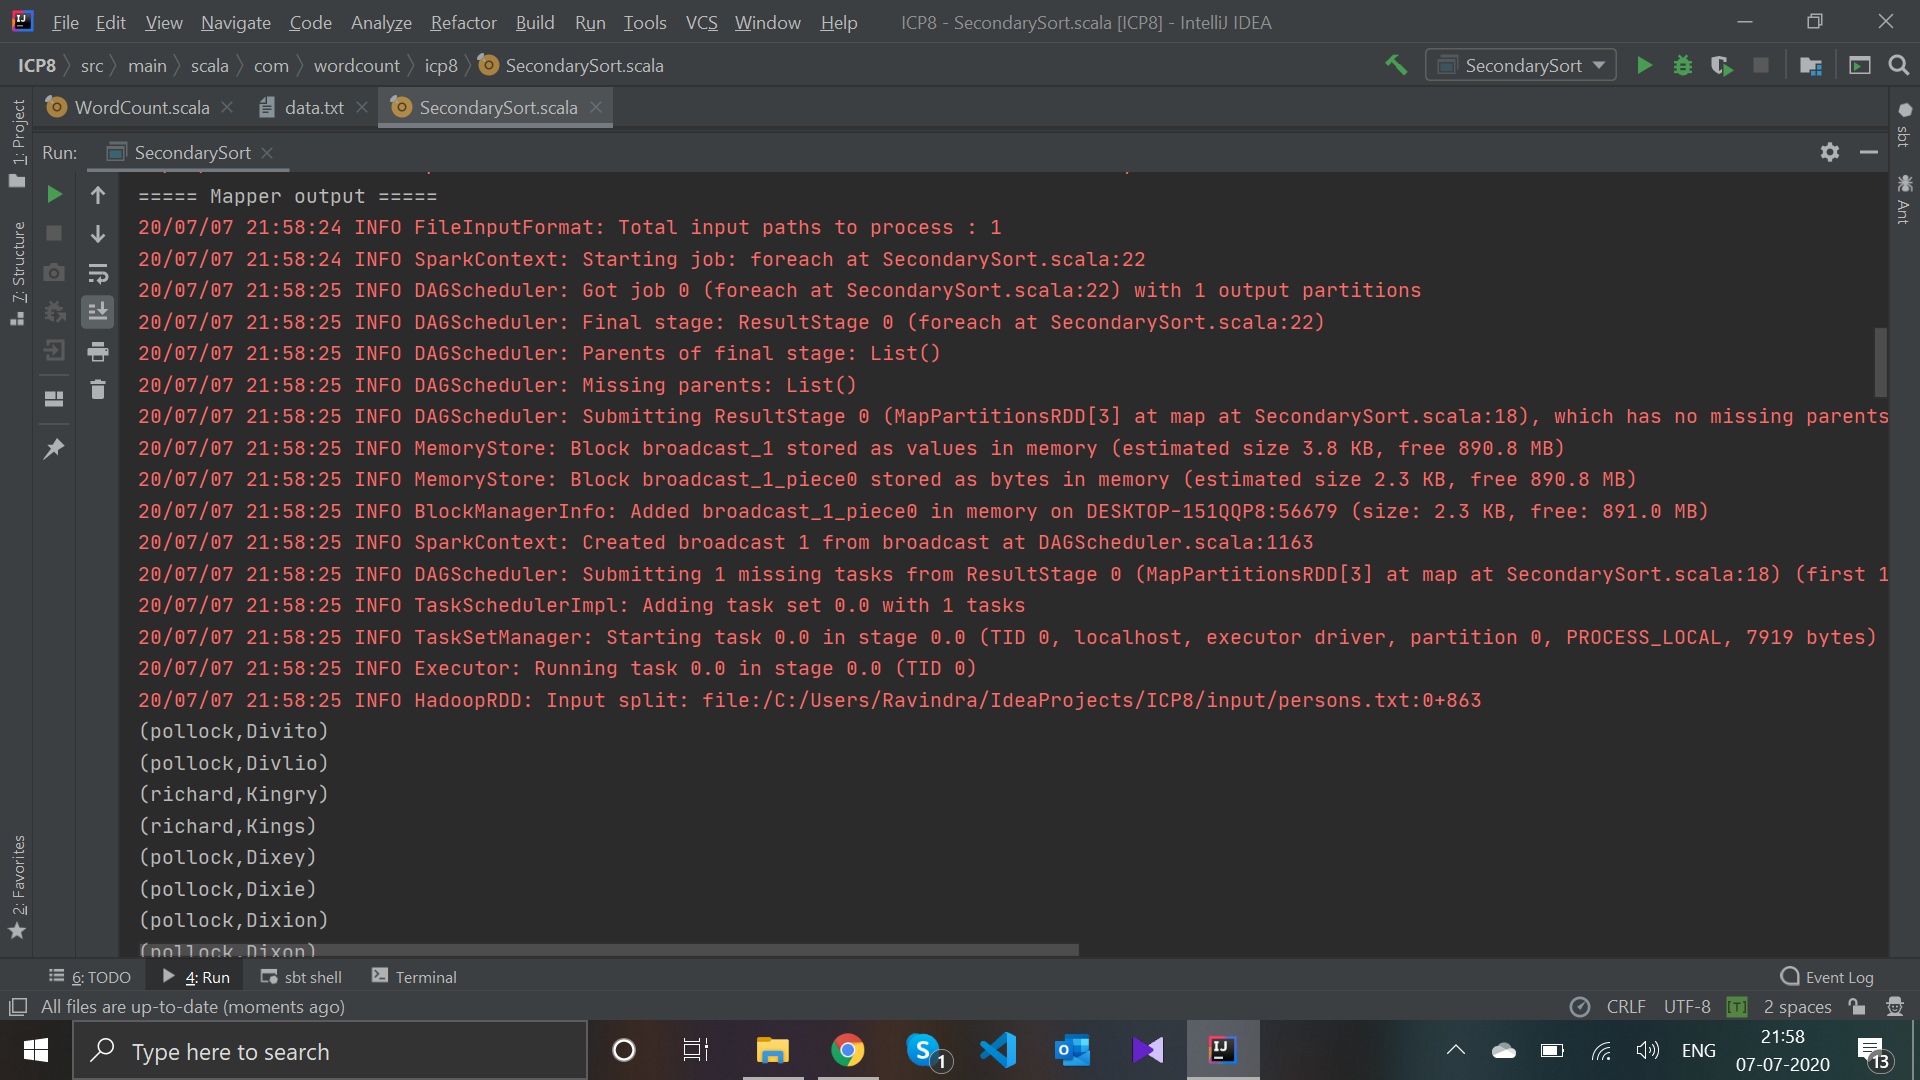 File Edit View Navigate Code Analyze Refactor Build Run Tools VCS Window Help ICP8 - SecondarySort.scala [ICP8] - IntelliJ IDEA
ICP8 src main scala com wordcount icp8 SecondarySort.scala SecondarySort
WordCount.scala data.txt SecondarySort.scala
1: Project
7: Structure
2: Favorites
sbt
Ant
Run: SecondarySort
===== Mapper output =====
20/07/07 21:58:24 INFO FileInputFormat: Total input paths to process : 1
20/07/07 21:58:24 INFO SparkContext: Starting job: foreach at SecondarySort.scala:22
20/07/07 21:58:25 INFO DAGScheduler: Got job 0 (foreach at SecondarySort.scala:22) with 1 output partitions
20/07/07 21:58:25 INFO DAGScheduler: Final stage: ResultStage 0 (foreach at SecondarySort.scala:22)
20/07/07 21:58:25 INFO DAGScheduler: Parents of final stage: List()
20/07/07 21:58:25 INFO DAGScheduler: Missing parents: List()
20/07/07 21:58:25 INFO DAGScheduler: Submitting ResultStage 0 (MapPartitionsRDD[3] at map at SecondarySort.scala:18), which has no missing parents
20/07/07 21:58:25 INFO MemoryStore: Block broadcast_1 stored as values in memory (estimated size 3.8 KB, free 890.8 MB)
20/07/07 21:58:25 INFO MemoryStore: Block broadcast_1_piece0 stored as bytes in memory (estimated size 2.3 KB, free 890.8 MB)
20/07/07 21:58:25 INFO BlockManagerInfo: Added broadcast_1_piece0 in memory on DESKTOP-151QQP8:56679 (size: 2.3 KB, free: 891.0 MB)
20/07/07 21:58:25 INFO SparkContext: Created broadcast 1 from broadcast at DAGScheduler.scala:1163
20/07/07 21:58:25 INFO DAGScheduler: Submitting 1 missing tasks from ResultStage 0 (MapPartitionsRDD[3] at map at SecondarySort.scala:18) (first 1
20/07/07 21:58:25 INFO TaskSchedulerImpl: Adding task set 0.0 with 1 tasks
20/07/07 21:58:25 INFO TaskSetManager: Starting task 0.0 in stage 0.0 (TID 0, localhost, executor driver, partition 0, PROCESS_LOCAL, 7919 bytes)
20/07/07 21:58:25 INFO Executor: Running task 0.0 in stage 0.0 (TID 0)
20/07/07 21:58:25 INFO HadoopRDD: Input split: file:/C:/Users/Ravindra/IdeaProjects/ICP8/input/persons.txt:0+863
(pollock,Divito)
(pollock,Divlio)
(richard,Kingry)
(richard,Kings)
(pollock,Dixey)
(pollock,Dixie)
(pollock,Dixion)
(pollock,Dixon)
6: TODO 4: Run sbt shell Terminal Event Log
All files are up-to-date (moments ago) CRLF UTF-8 [T] 2 spaces
Type here to search
S 1
IJ
ENG
21:58
07-07-2020
13